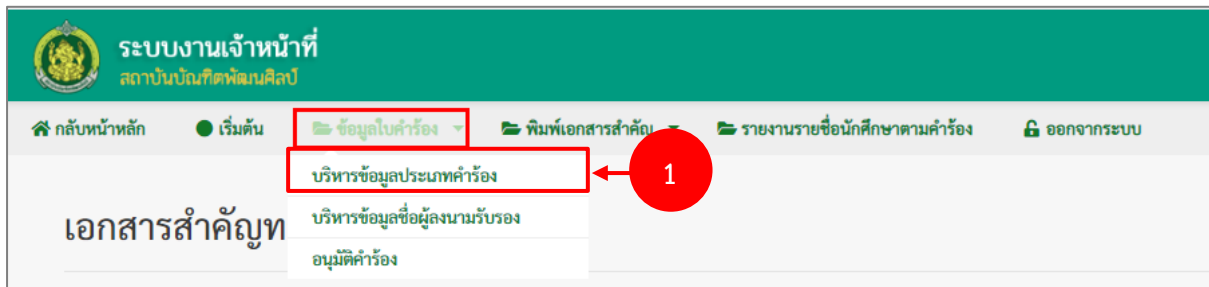 ระบบงานเจ้าหน้าที่
สถาบันบัณฑิตพัฒนศิลป์
กลับหน้าหลัก เริ่มต้น ข้อมูลใบคำร้อง พิมพ์เอกสารสำคัญ รายงานรายชื่อนักศึกษาตามคำร้อง ออกจากระบบ
บริหารข้อมูลประเภทคำร้อง 1
บริหารข้อมูลชื่อผู้ลงนามรับรอง
เอกสารสำคัญท
อนุมัติคำร้อง